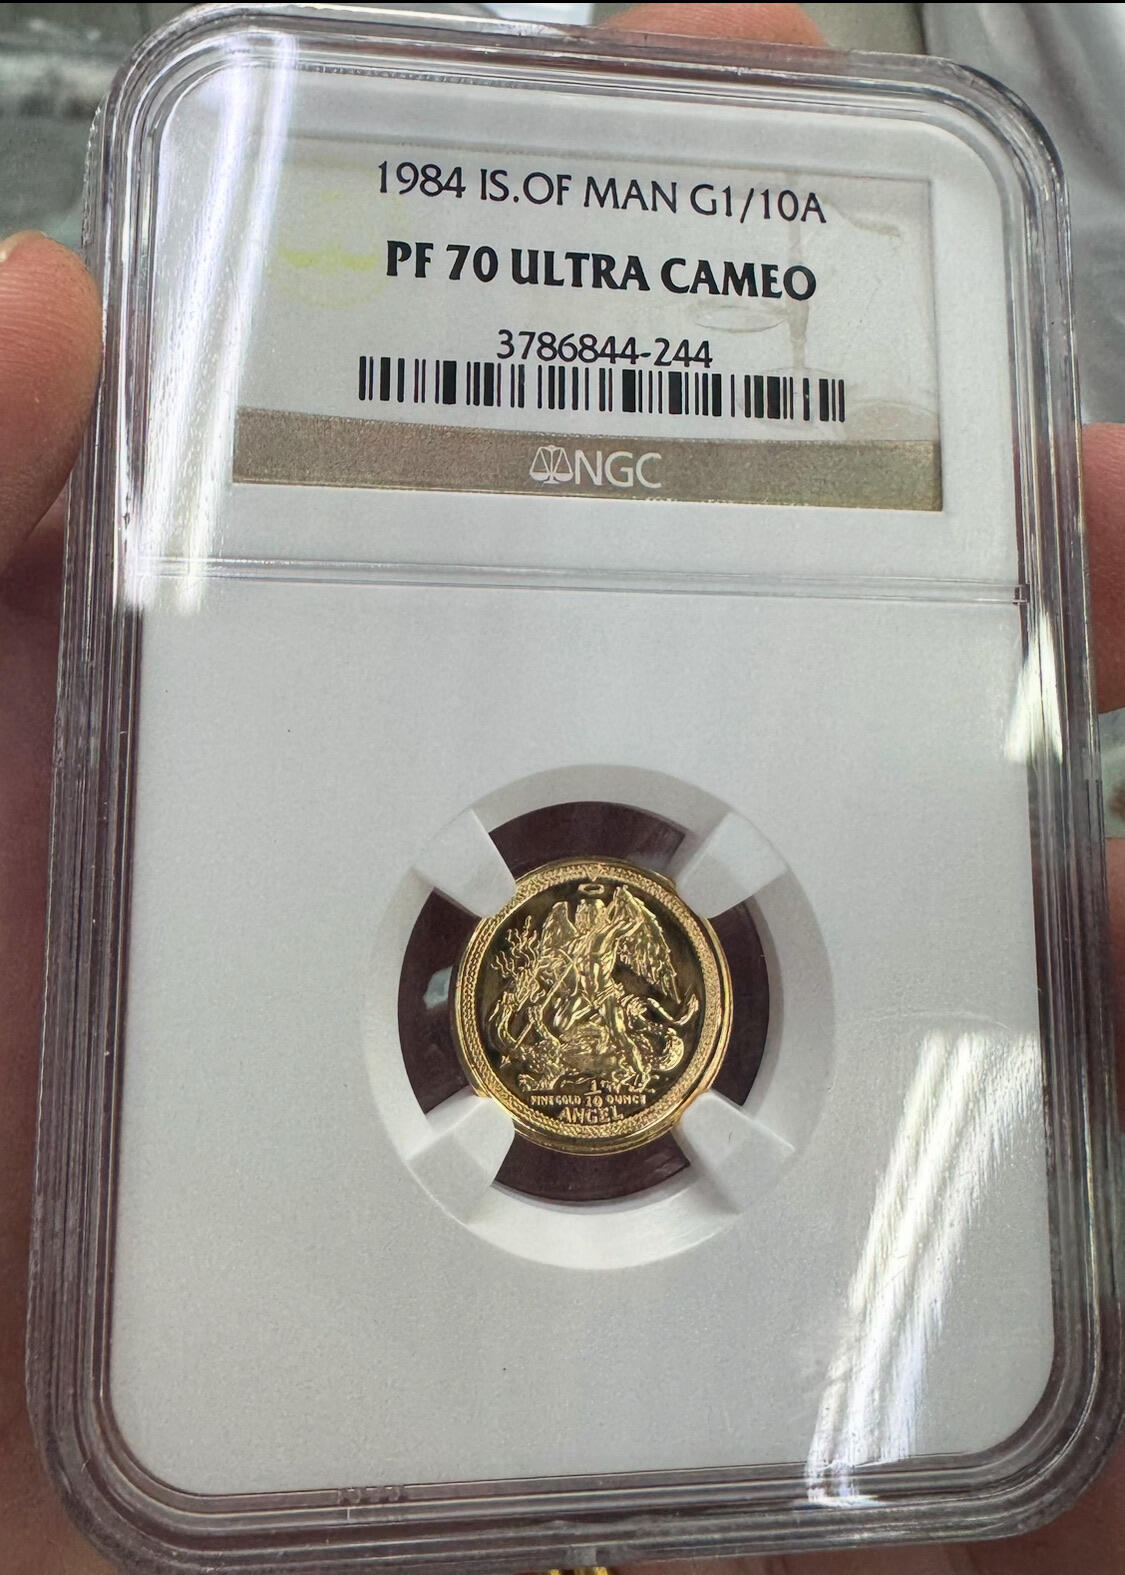 1984 IS.OF MAN G1/10A
PF 70 ULTRA CAMEO
3786844-244
NGC
FINE GOLD 1/10 OUNCE
ANGEL